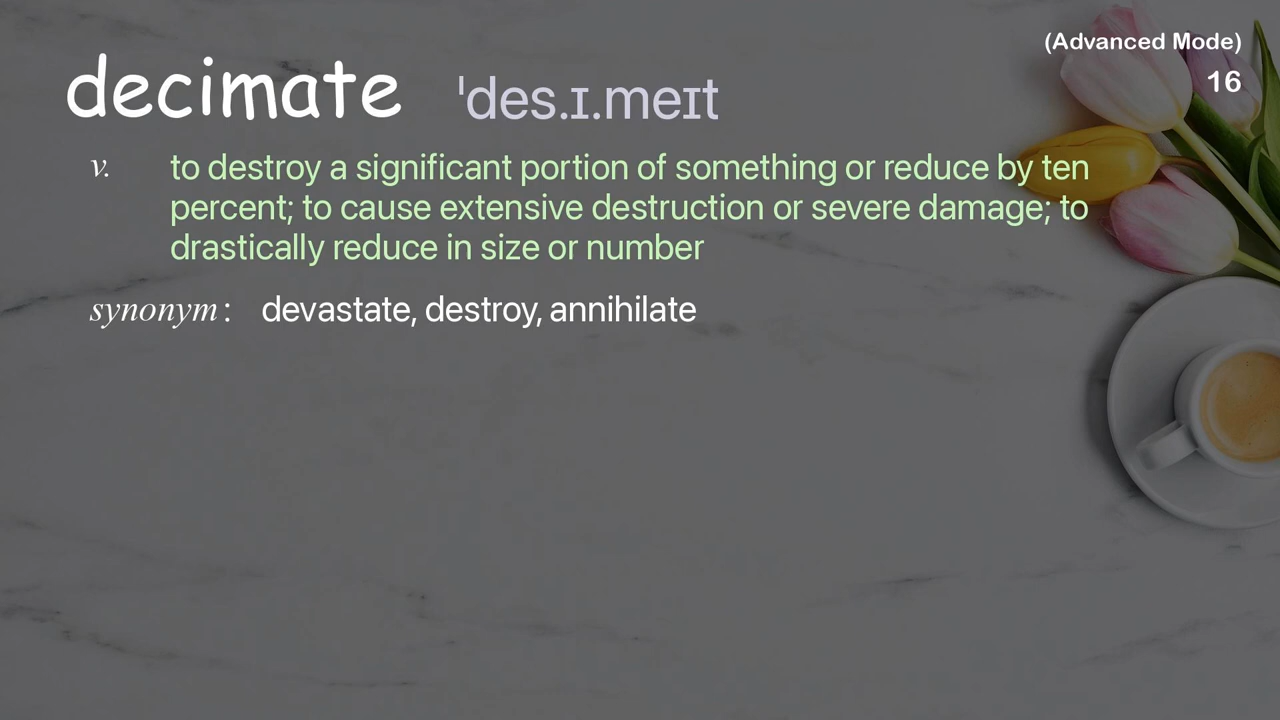 (Advanced Mode)
16
decimate ˈdes.ɪ.meɪt
v. to destroy a significant portion of something or reduce by ten
percent; to cause extensive destruction or severe damage; to
drastically reduce in size or number
synonym: devastate, destroy, annihilate